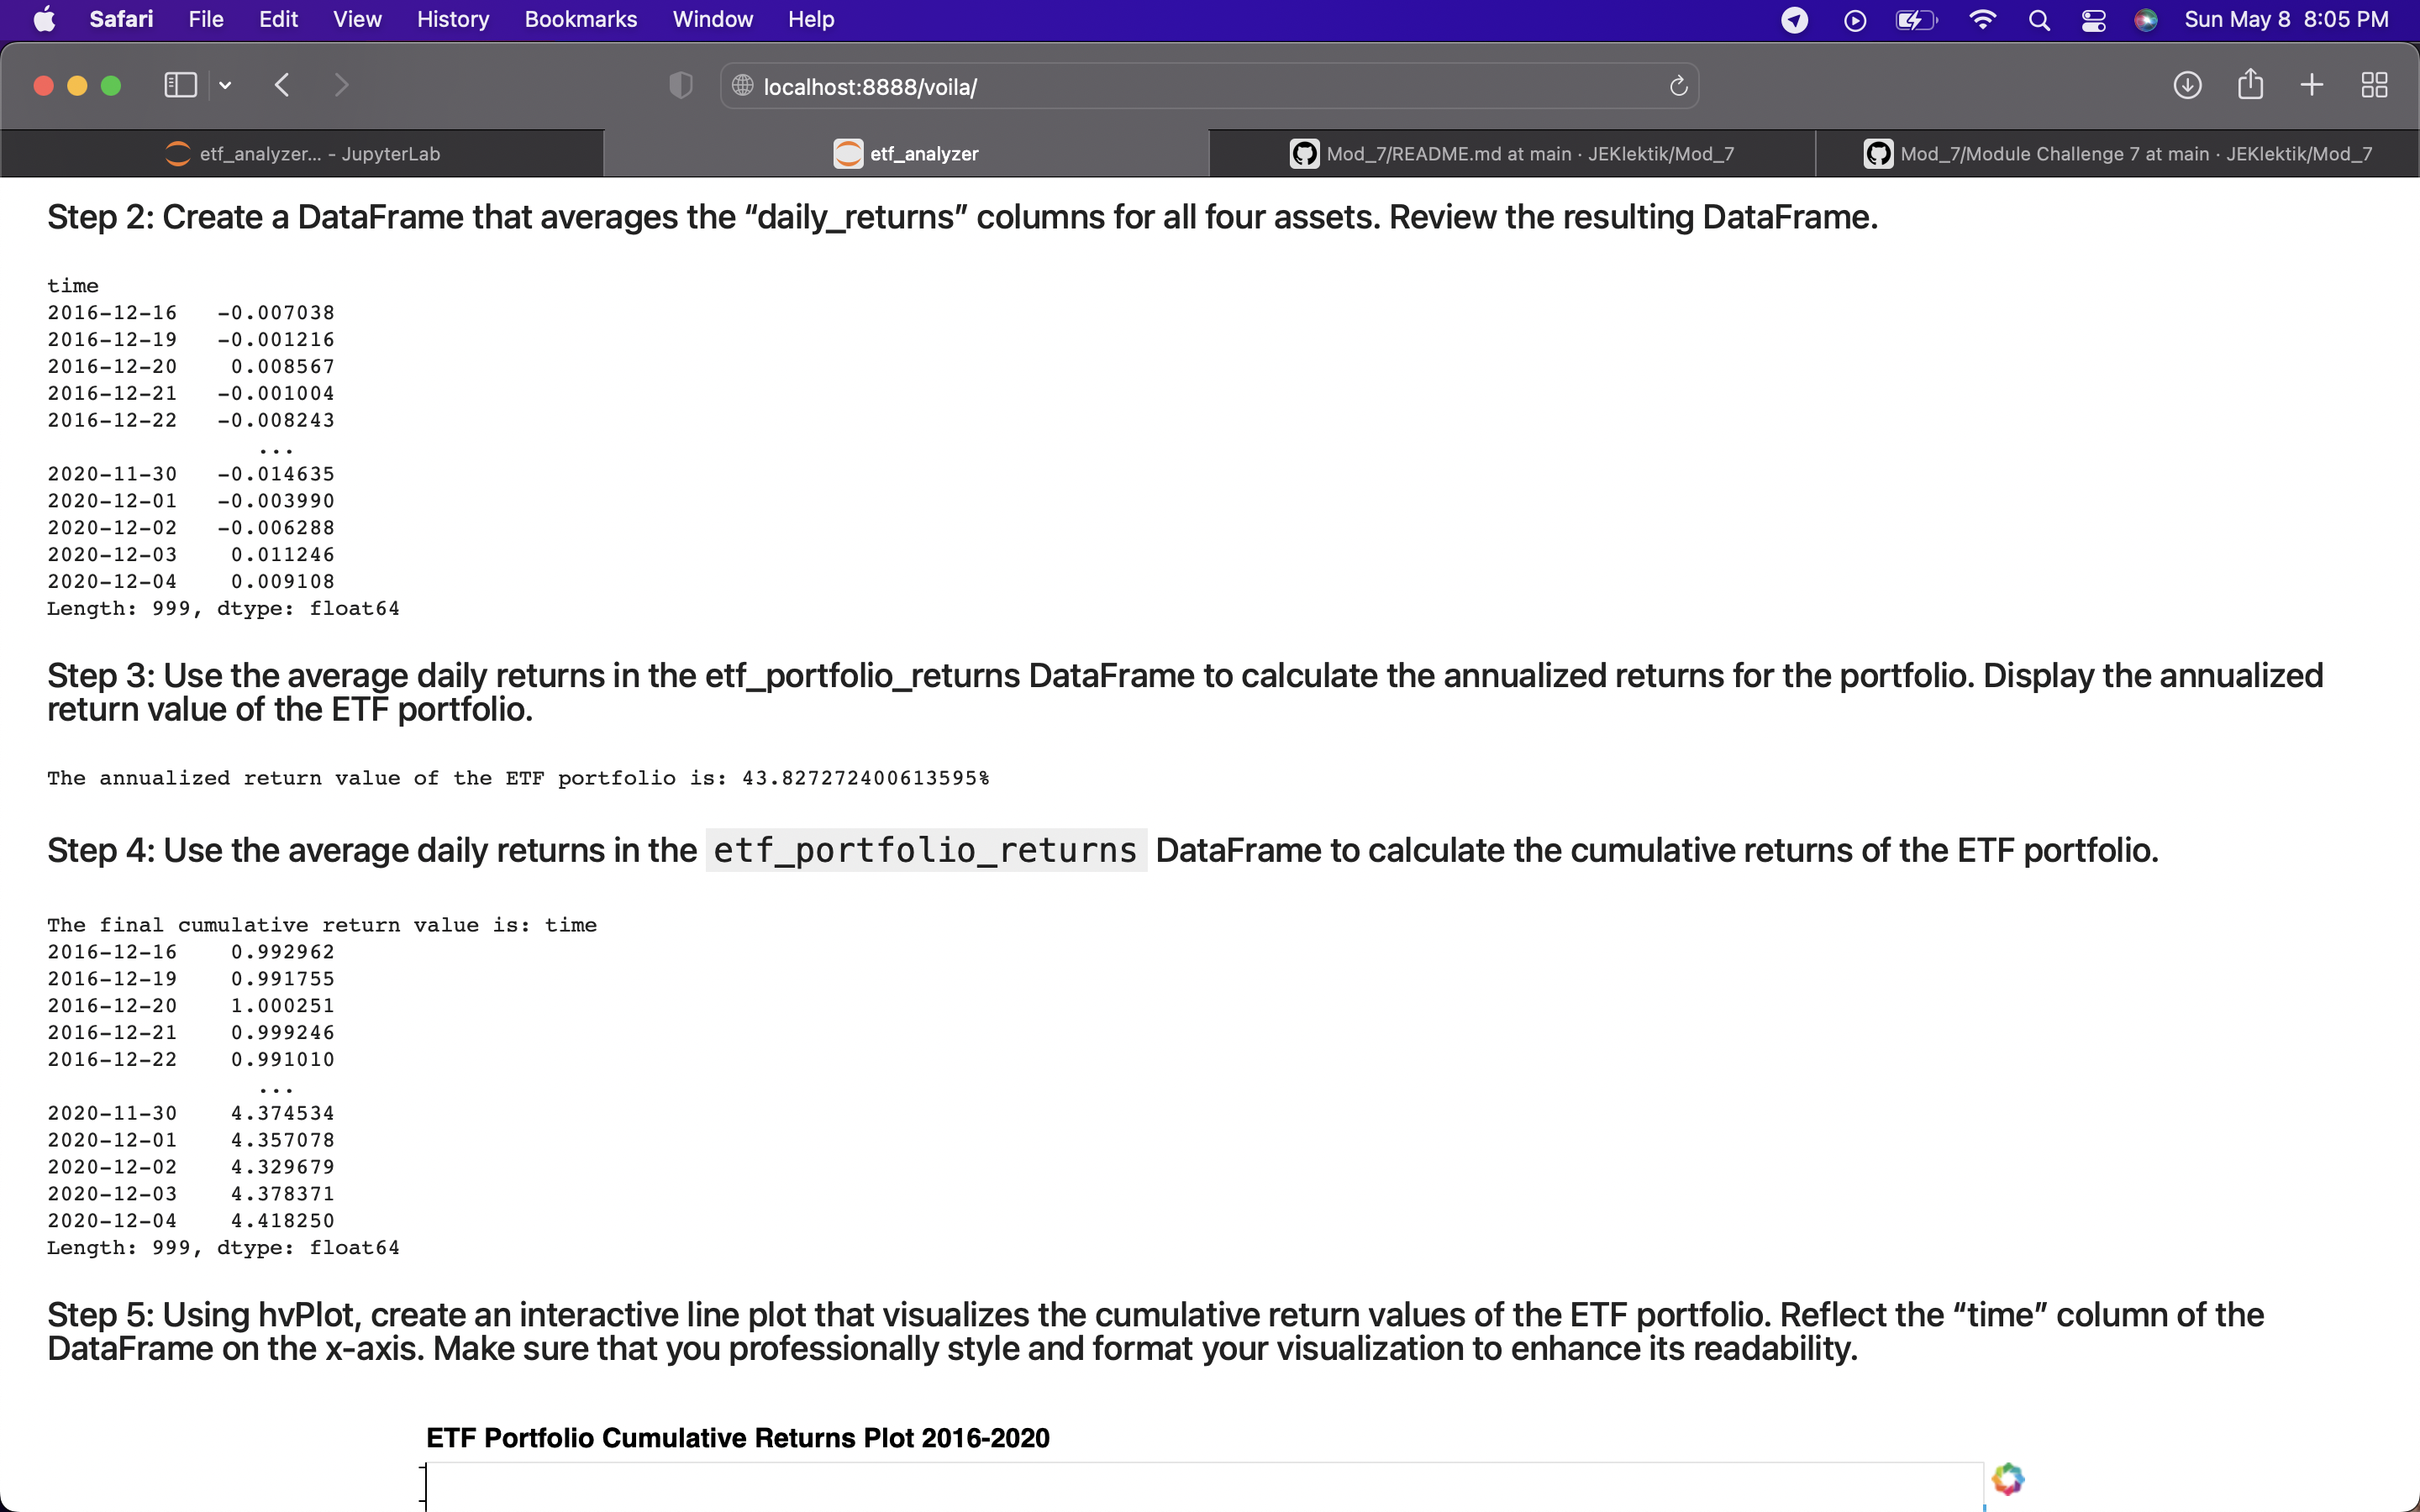 Safari File Edit View History Bookmarks Window Help Sun May 8 8:05 PM
localhost:8888/voila/
etf_analyzer... - JupyterLab
etf_analyzer
Mod_7/README.md at main · JEKlektik/Mod_7
Mod_7/Module Challenge 7 at main · JEKlektik/Mod_7
Step 2: Create a DataFrame that averages the “daily_returns” columns for all four assets. Review the resulting DataFrame.
time
2016-12-16 -0.007038
2016-12-19 -0.001216
2016-12-20 0.008567
2016-12-21 -0.001004
2016-12-22 -0.008243
...
2020-11-30 -0.014635
2020-12-01 -0.003990
2020-12-02 -0.006288
2020-12-03 0.011246
2020-12-04 0.009108
Length: 999, dtype: float64
Step 3: Use the average daily returns in the etf_portfolio_returns DataFrame to calculate the annualized returns for the portfolio. Display the annualized
return value of the ETF portfolio.
The annualized return value of the ETF portfolio is: 43.827272400613595%
Step 4: Use the average daily returns in the etf_portfolio_returns DataFrame to calculate the cumulative returns of the ETF portfolio.
The final cumulative return value is: time
2016-12-16 0.992962
2016-12-19 0.991755
2016-12-20 1.000251
2016-12-21 0.999246
2016-12-22 0.991010
...
2020-11-30 4.374534
2020-12-01 4.357078
2020-12-02 4.329679
2020-12-03 4.378371
2020-12-04 4.418250
Length: 999, dtype: float64
Step 5: Using hvPlot, create an interactive line plot that visualizes the cumulative return values of the ETF portfolio. Reflect the “time” column of the
DataFrame on the x-axis. Make sure that you professionally style and format your visualization to enhance its readability.
ETF Portfolio Cumulative Returns Plot 2016-2020